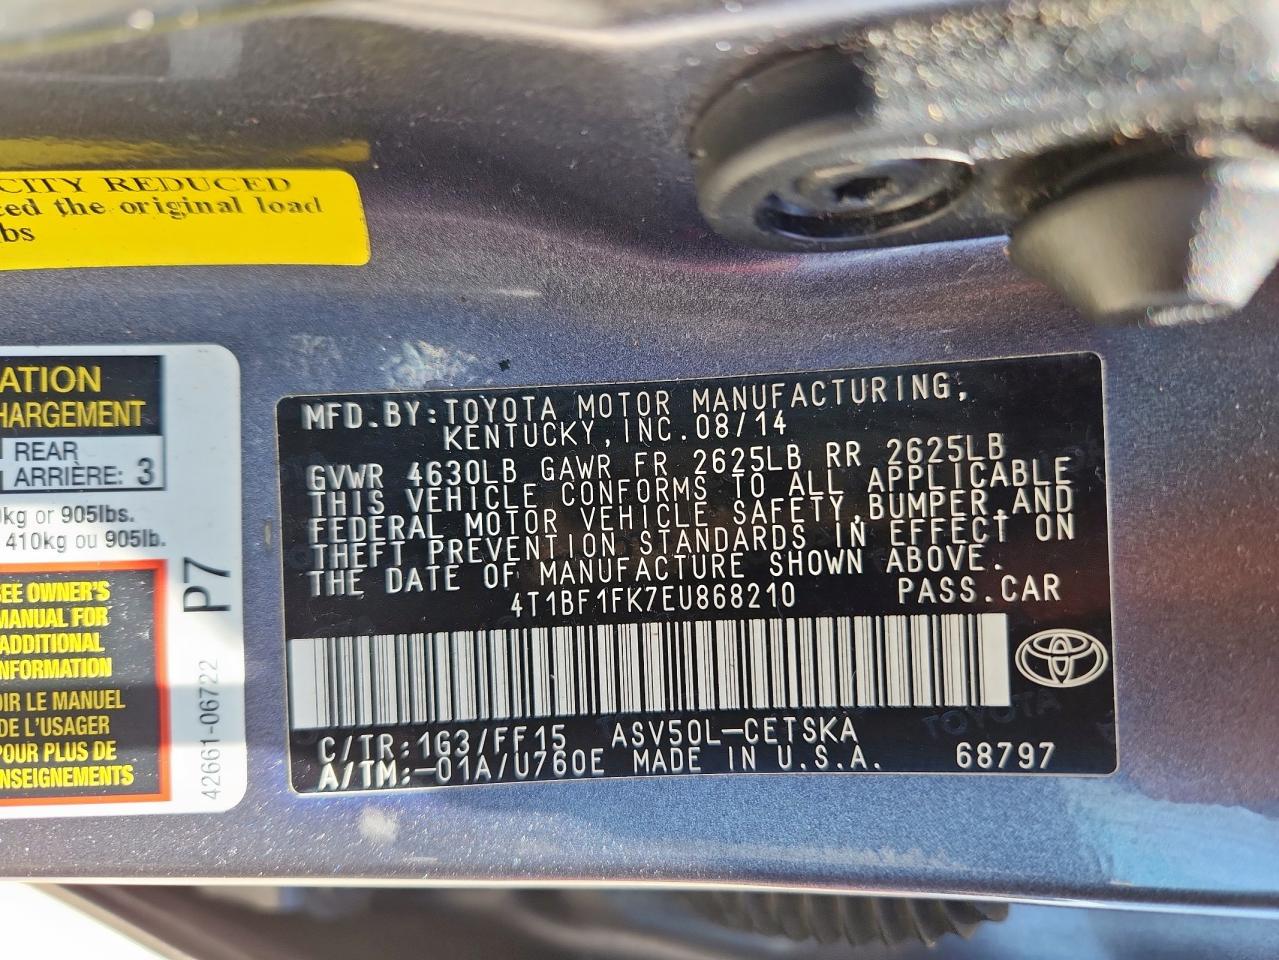 CITY REDUCED
the original load
bs
ATION
HARGEMENT
REAR
ARRIÈRE: 3
kg or 905lbs.
410kg ou 905lb.
SEE OWNER'S
MANUAL FOR
ADDITIONAL
INFORMATION
LE MANUEL
DE L'USAGER
POUR PLUS DE
NSEIGNEMENTS
P7
42661-06722
MFD.BY:TOYOTA MOTOR MANUFACTURING,
KENTUCKY,INC.08/14
GVWR 4630LB GAWR FR 2625LB RR 2625LB
THIS VEHICLE CONFORMS TO ALL APPLICABLE
FEDERAL MOTOR VEHICLE SAFETY,BUMPER,AND
THEFT PREVENTION STANDARDS IN EFFECT ON
THE DATE OF MANUFACTURE SHOWN ABOVE.
4T1BF1FK7EU868210 PASS.CAR
C/TR:1G3/FF15 ASV50L-CETSKA
A/TM:-01A/U760E MADE IN U.S.A. 68797